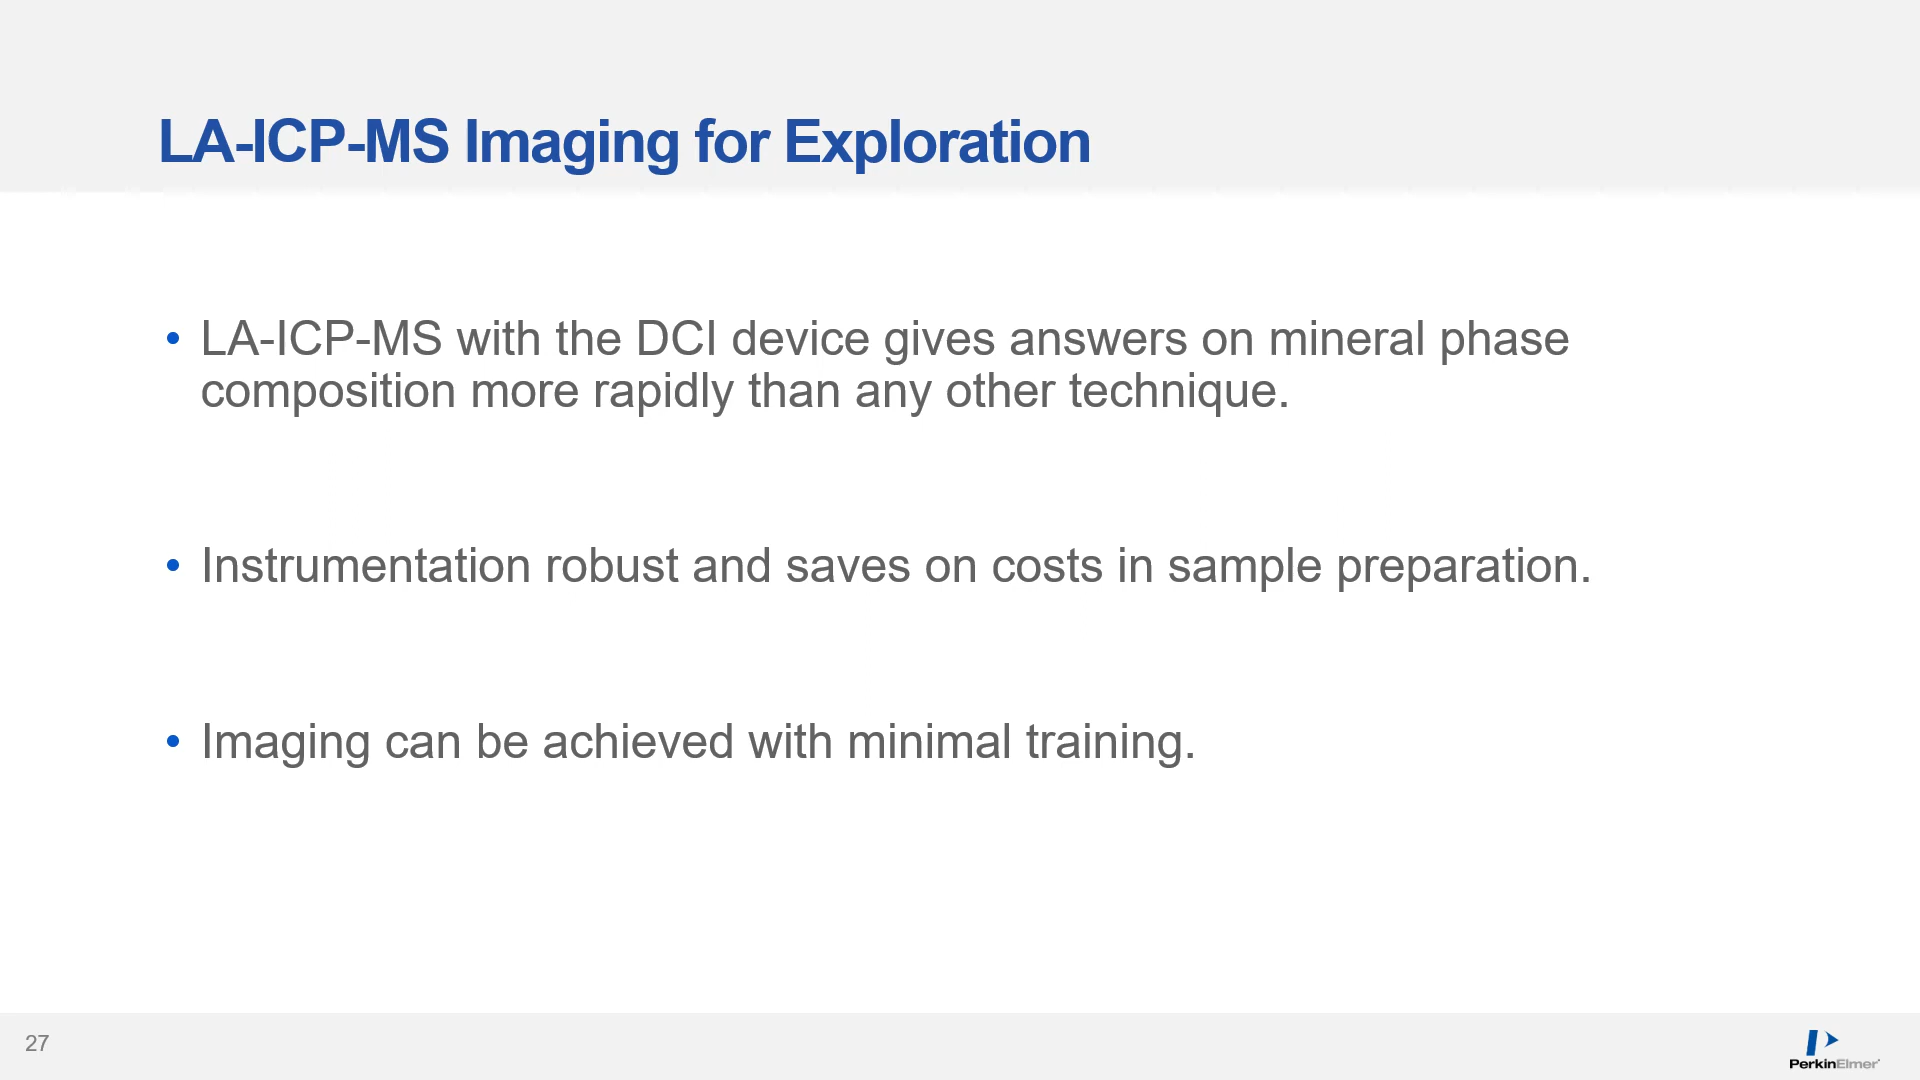 LA-ICP-MS Imaging for Exploration
• LA-ICP-MS with the DCI device gives answers on mineral phase
composition more rapidly than any other technique.
• Instrumentation robust and saves on costs in sample preparation.
• Imaging can be achieved with minimal training.
27
PerkinElmer